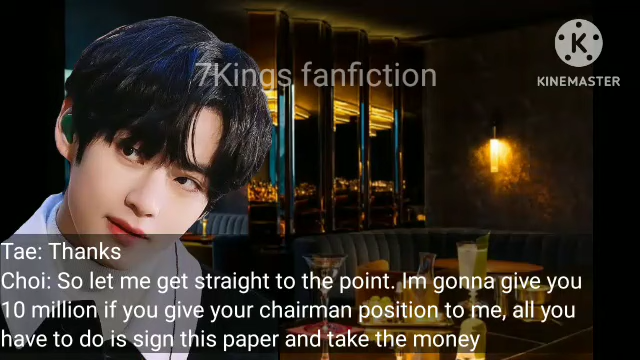 7Kings fanfiction
KINEMASTER
Tae: Thanks
Choi: So let me get straight to the point. Im gonna give you
10 million if you give your chairman position to me, all you
have to do is sign this paper and take the money